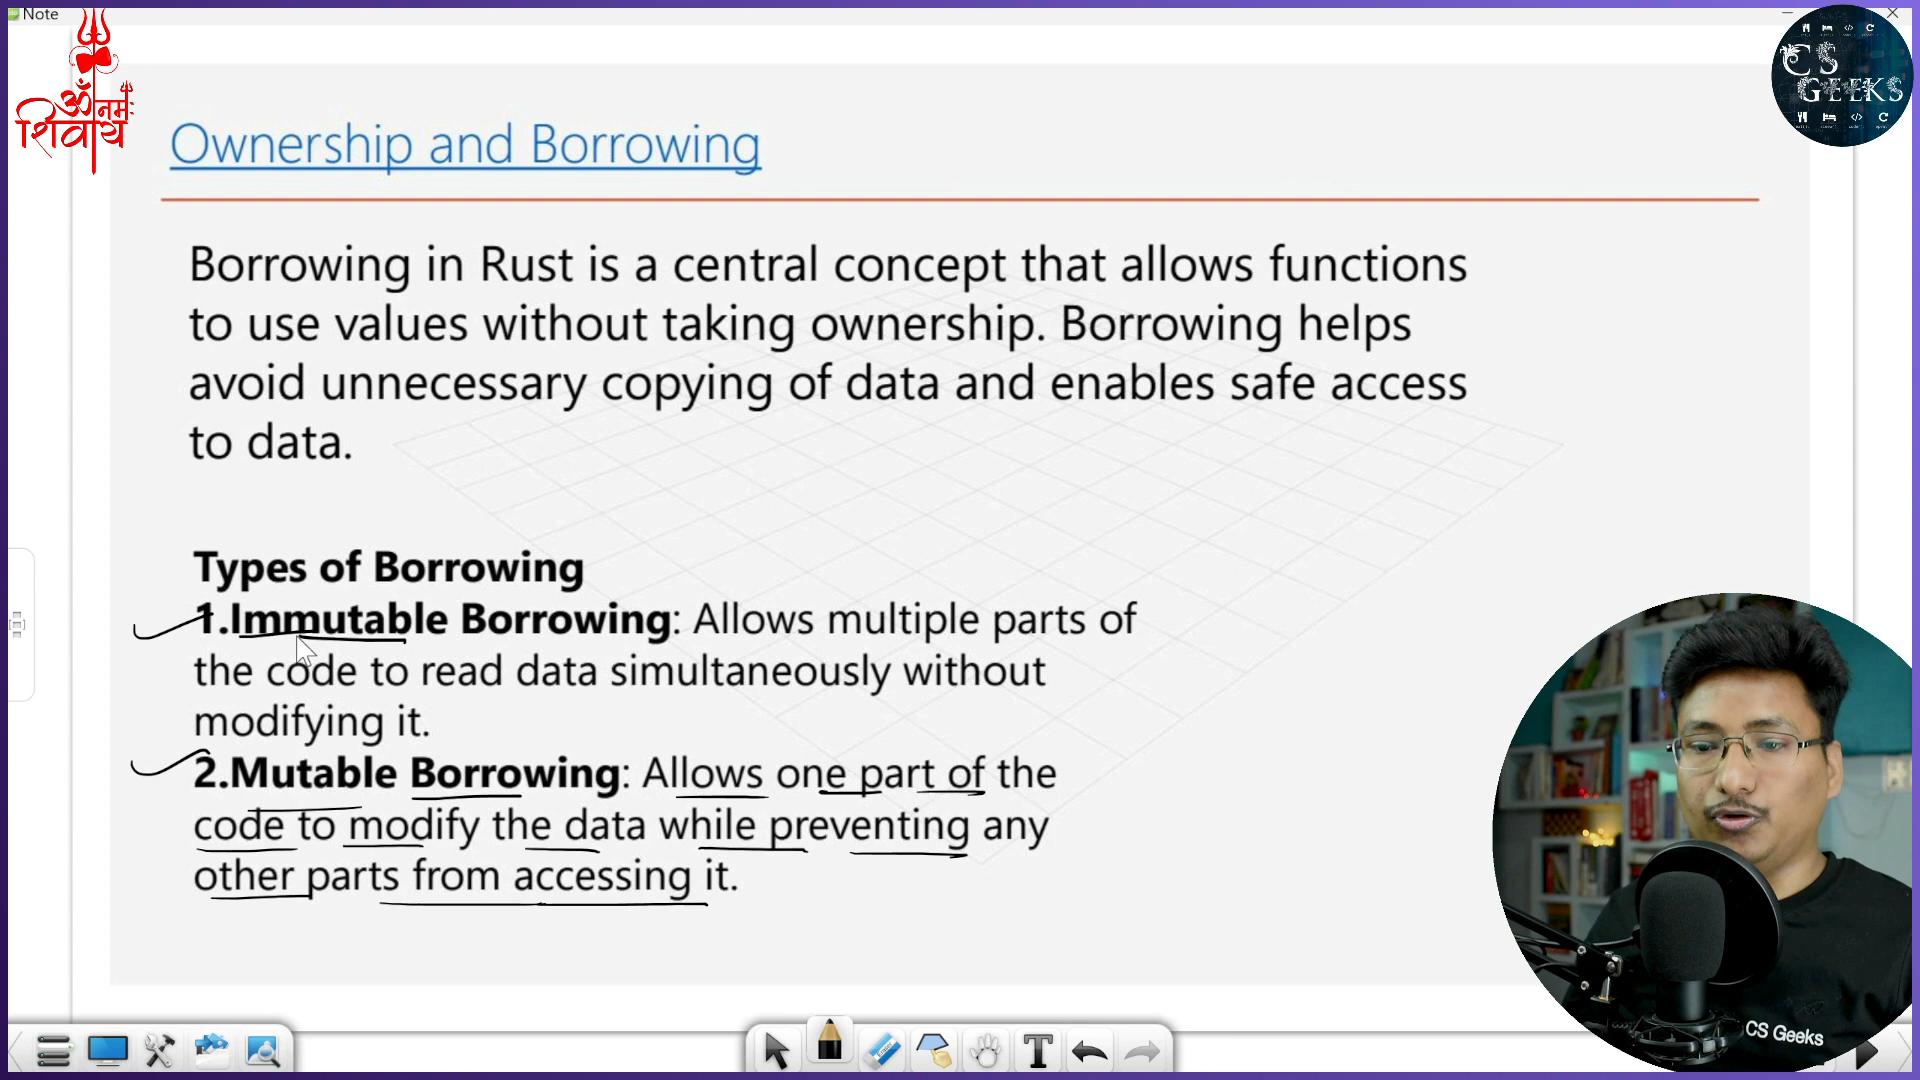 Note
ॐ नमः
शिवाय
CS
GEEKS
Ownership and Borrowing
Borrowing in Rust is a central concept that allows functions
to use values without taking ownership. Borrowing helps
avoid unnecessary copying of data and enables safe access
to data.
Types of Borrowing
1.Immutable Borrowing: Allows multiple parts of
the code to read data simultaneously without
modifying it.
2.Mutable Borrowing: Allows one part of the
code to modify the data while preventing any
other parts from accessing it.
CS Geeks